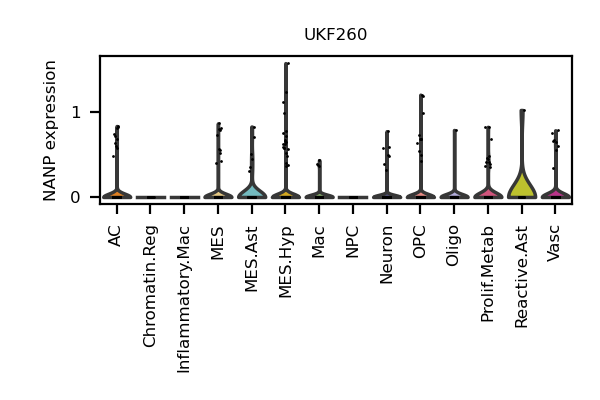 UKF260
NANP expression
1
0
AC
Chromatin.Reg
Inflammatory.Mac
MES
MES.Ast
MES.Hyp
Mac
NPC
Neuron
OPC
Oligo
Prolif.Metab
Reactive.Ast
Vasc